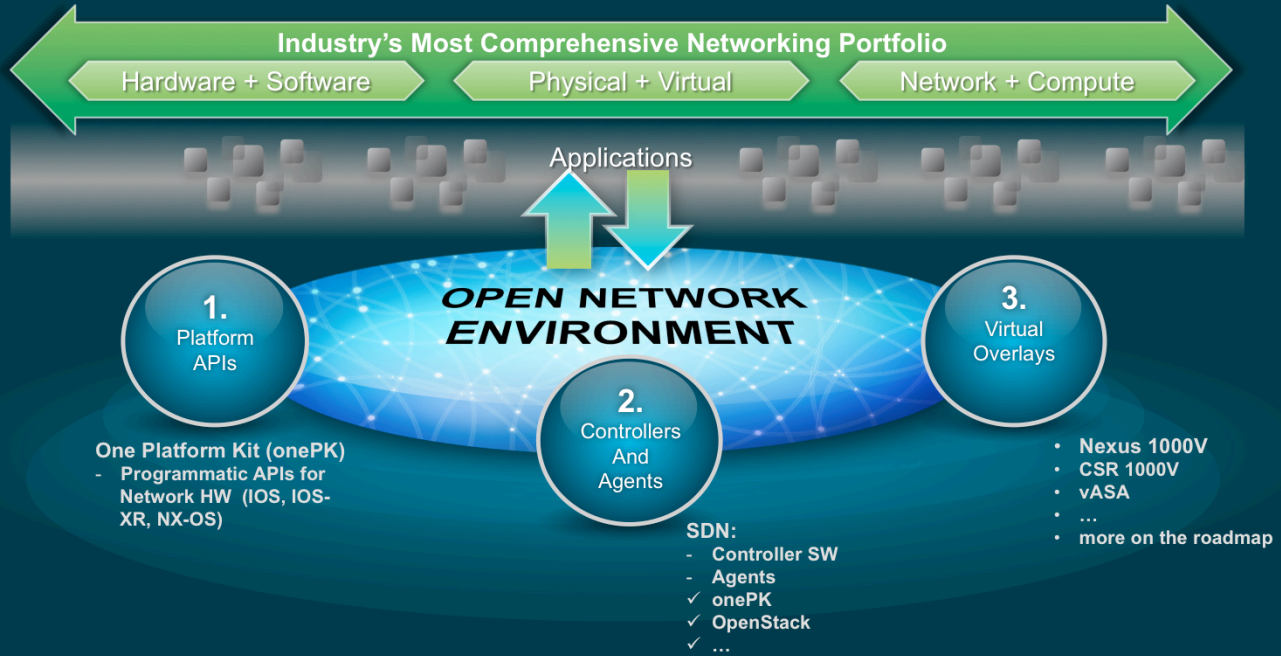 Industry's Most Comprehensive Networking Portfolio
Hardware + Software
Physical + Virtual
Network + Compute
Applications
OPEN NETWORK
ENVIRONMENT
1.
Platform
APIs
One Platform Kit (onePK)
- Programmatic APIs for
Network HW (IOS, IOS-
XR, NX-OS)
2.
Controllers
And
Agents
SDN:
- Controller SW
- Agents
✓ onePK
✓ OpenStack
✓ ...
3.
Virtual
Overlays
• Nexus 1000V
• CSR 1000V
• vASA
• ...
• more on the roadmap